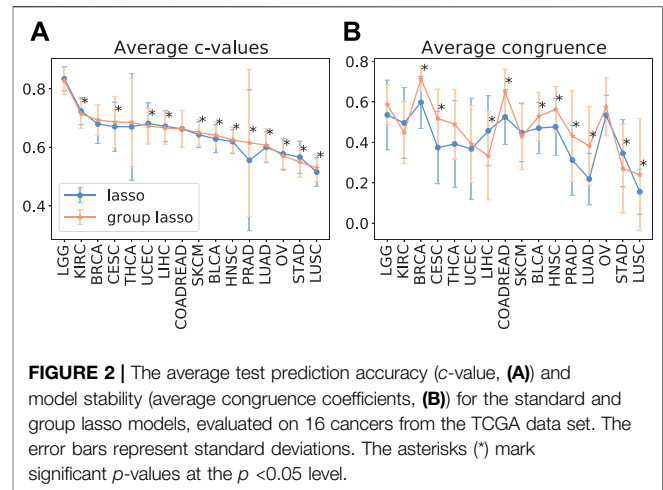 A
Average c-values
0.8
0.6
0.4
lasso
group lasso
LGG
KIRC
BRCA
CESC
THCA
UCEC
LIHC
COADREAD
SKCM
BLCA
HNSC
PRAD
LUAD
OV
STAD
LUSC
* * * * * * * * * * *
B
Average congruence
0.8
0.6
0.4
0.2
0.0
LGG
KIRC
BRCA
CESC
THCA
UCEC
LIHC
COADREAD
SKCM
BLCA
HNSC
PRAD
LUAD
OV
STAD
LUSC
* * * * * * * * * *
FIGURE 2 | The average test prediction accuracy (c-value, (A)) and
model stability (average congruence coefficients, (B)) for the standard and
group lasso models, evaluated on 16 cancers from the TCGA data set. The
error bars represent standard deviations. The asterisks (*) mark
significant p-values at the p <0.05 level.